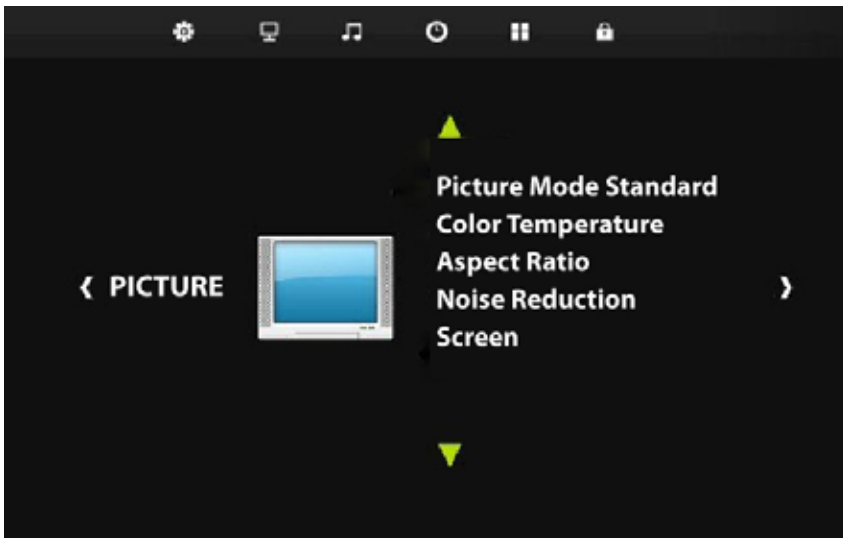 PICTURE
Picture Mode Standard
Color Temperature
Aspect Ratio
Noise Reduction
Screen